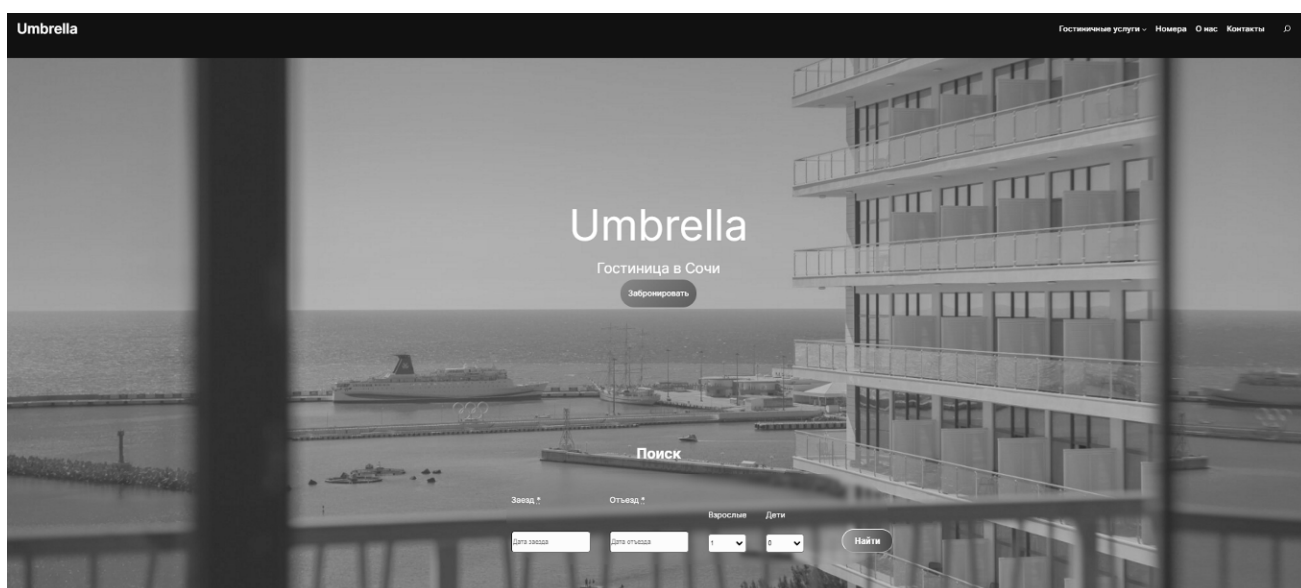 Umbrella
Гостиничные услуги Номера О нас Контакты
Umbrella
Гостиница в Сочи
Забронировать
Поиск
Заезд * Отъезд *
Взрослые Дети
Дата заезда Дата отъезда 1 0 Найти